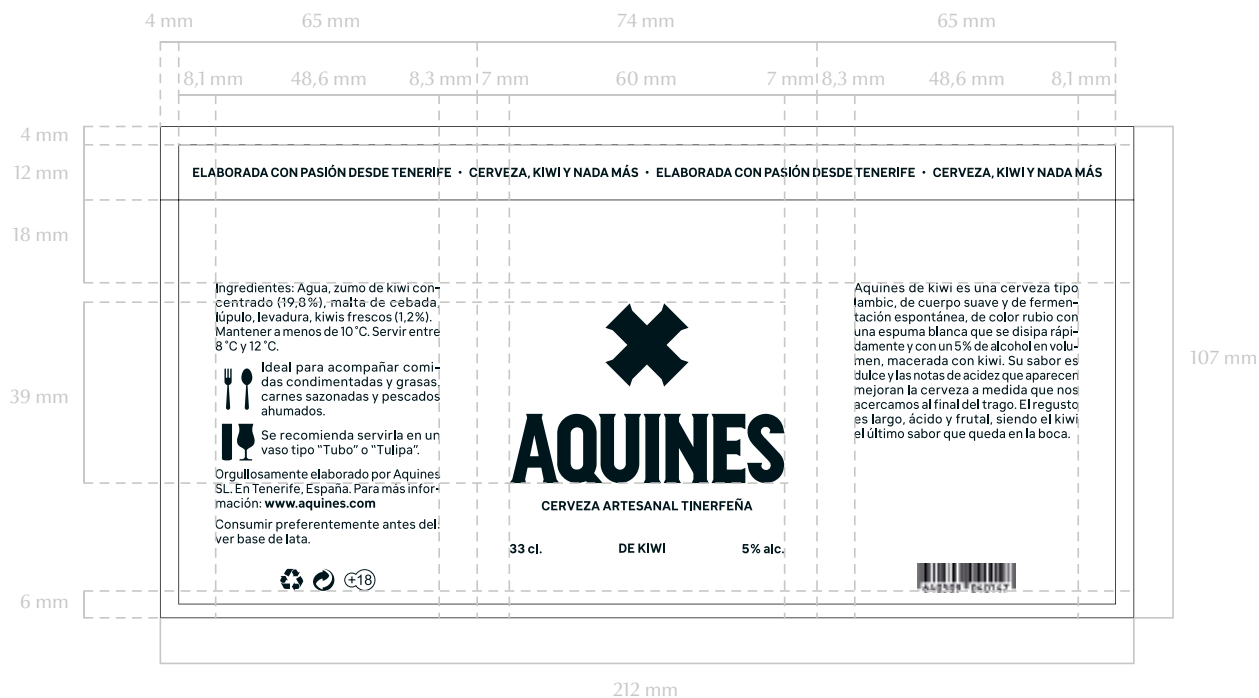 4 mm 65 mm 74 mm 65 mm
8,1 mm 48,6 mm 8,3 mm 7 mm 60 mm 7 mm 8,3 mm 48,6 mm 8,1 mm
4 mm
12 mm
18 mm
39 mm
6 mm
ELABORADA CON PASIÓN DESDE TENERIFE · CERVEZA, KIWI Y NADA MÁS · ELABORADA CON PASIÓN DESDE TENERIFE · CERVEZA, KIWI Y NADA MÁS
Ingredientes: Agua, zumo de kiwi con-
centrado (19,8%), malta de cebada,
lúpulo, levadura, kiwis frescos (1,2%).
Mantener a menos de 10°C. Servir entre
8°C y 12°C.
Ideal para acompañar comi-
das condimentadas y grasas,
carnes sazonadas y pescados
ahumados.
Se recomienda servirla en un
vaso tipo "Tubo" o "Tulipa".
Orgullosamente elaborado por Aquines
SL. En Tenerife, España. Para más infor-
mación: www.aquines.com
Consumir preferentemente antes del:
ver base de lata.
+18
AQUINES
CERVEZA ARTESANAL TINERFEÑA
33 cl. DE KIWI 5% alc.
Aquines de kiwi es una cerveza tipo
lambic, de cuerpo suave y de fermen-
tación espontánea, de color rubio con
una espuma blanca que se disipa rápi-
damente y con un 5% de alcohol en volu-
men, macerada con kiwi. Su sabor es
dulce y las notas de acidez que aparecen
mejoran la cerveza a medida que nos
acercamos al final del trago. El regusto
es largo, ácido y frutal, siendo el kiwi
el último sabor que queda en la boca.
107 mm
212 mm